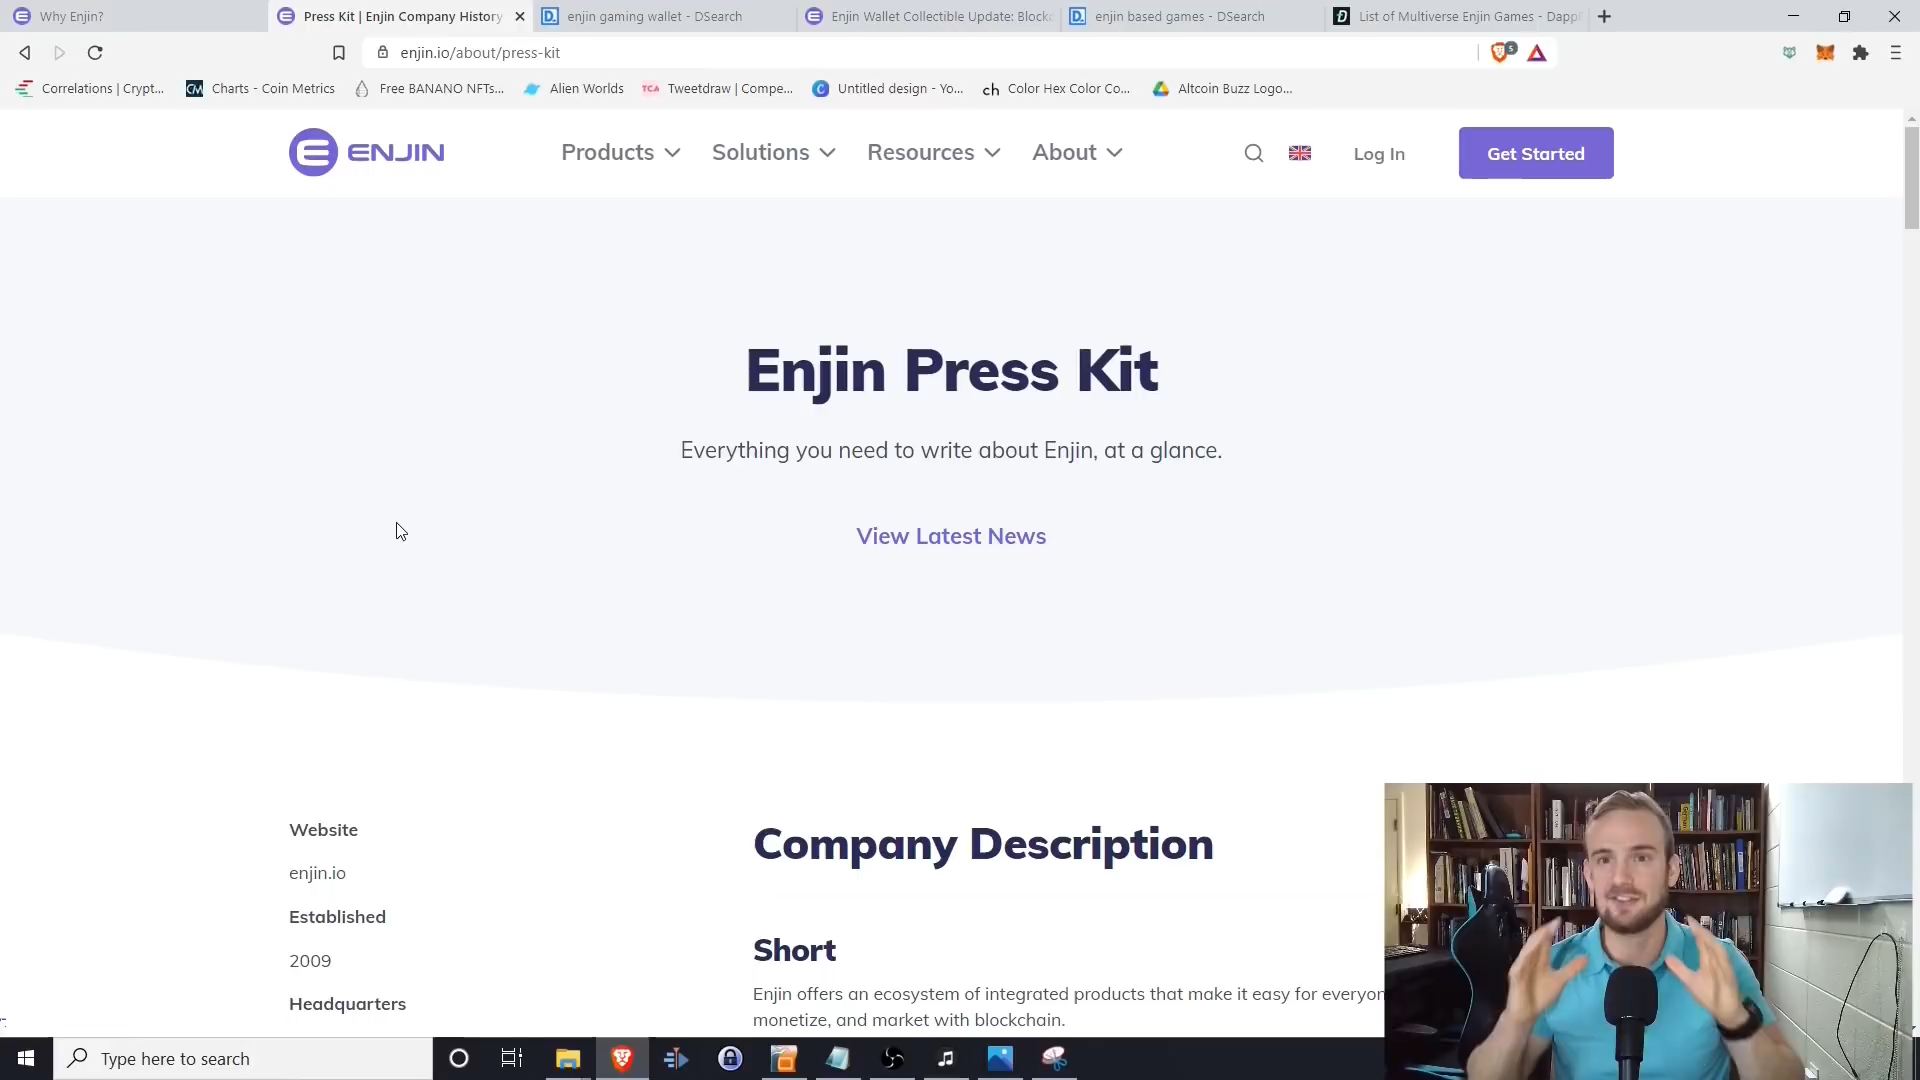 Why Enjin?
Press Kit | Enjin Company History
enjin gaming wallet - DSearch
Enjin Wallet Collectible Update: Block
enjin based games - DSearch
List of Multiverse Enjin Games - Dapp
enjin.io/about/press-kit
5
Correlations | Crypt...
CM Charts - Coin Metrics
Free BANANO NFTs...
Alien Worlds
TCA Tweetdraw | Compe...
Untitled design - Yo...
ch Color Hex Color Co...
Altcoin Buzz Logo...
ENJIN
Products
Solutions
Resources
About
Log In
Get Started
Enjin Press Kit
Everything you need to write about Enjin, at a glance.
View Latest News
Website
enjin.io
Established
2009
Headquarters
Company Description
Short
Enjin offers an ecosystem of integrated products that make it easy for everyon
monetize, and market with blockchain.
Type here to search